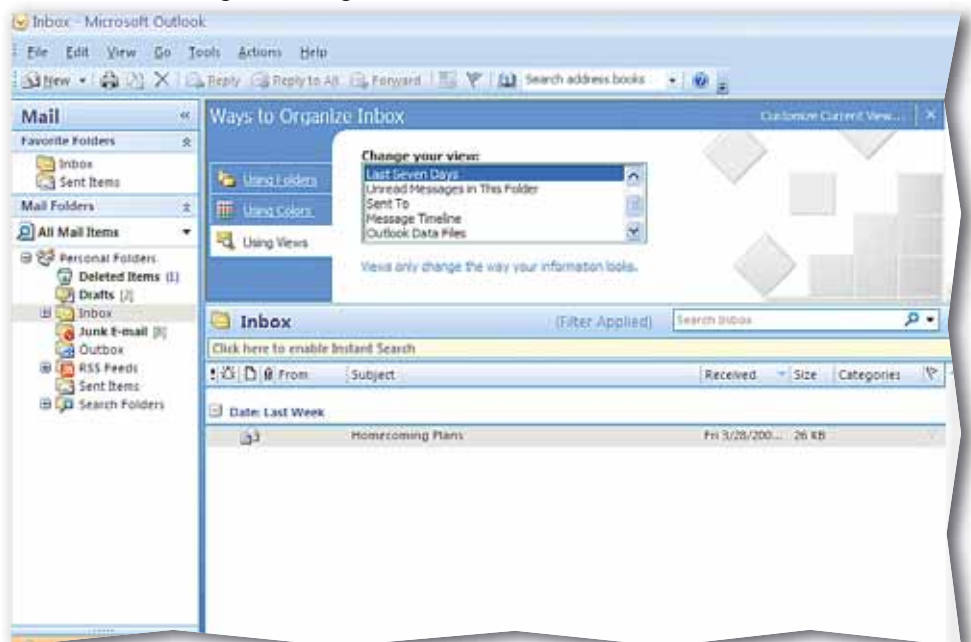 Inbox - Microsoft Outlook
File Edit View Go Tools Actions Help
New Reply Reply to All Forward Search address books
Mail «
Ways to Organize Inbox
Customize Current View...
Favorite Folders
Inbox
Sent Items
Mail Folders
All Mail Items
Personal Folders
Deleted Items (1)
Drafts [2]
Inbox
Junk E-mail [8]
Outbox
RSS Feeds
Sent Items
Search Folders
Using Folders
Using Colors
Using Views
Change your view:
Last Seven Days
Unread Messages in This Folder
Sent To
Message Timeline
Outlook Data Files
Views only change the way your information looks.
Inbox (Filter Applied) Search Inbox
Click here to enable Instant Search
From Subject Received Size Categories
Date: Last Week
Homecoming Plans Fri 3/28/200... 26 KB